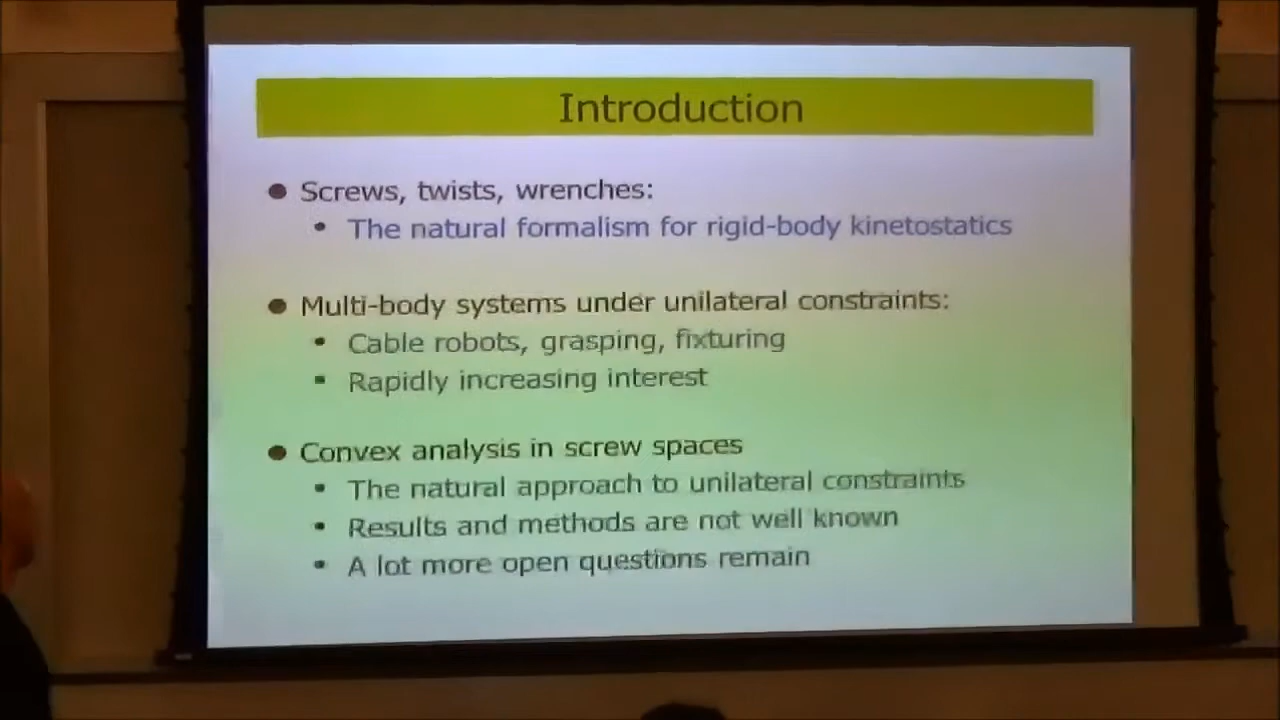 Introduction
Screws, twists, wrenches:
The natural formalism for rigid-body kinetostatics
Multi-body systems under unilateral constraints:
Cable robots, grasping, fixturing
Rapidly increasing interest
Convex analysis in screw spaces
The natural approach to unilateral constraints
Results and methods are not well known
A lot more open questions remain